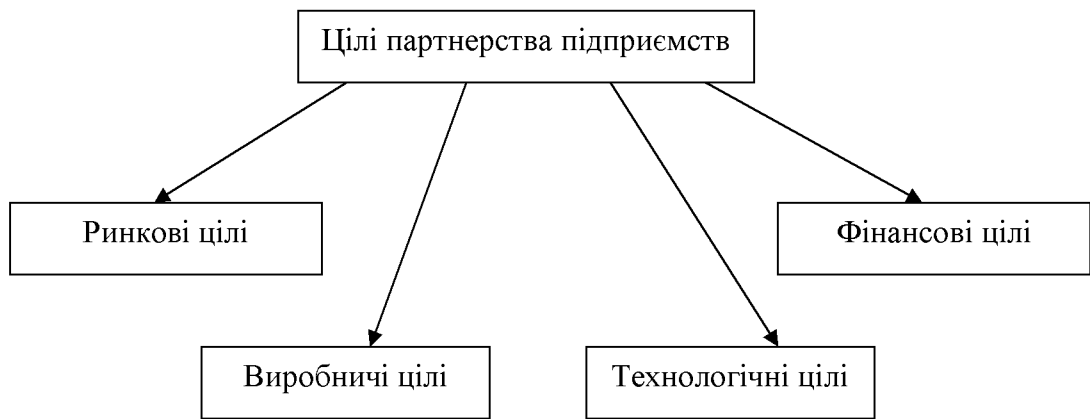 Цілі партнерства підприємств
Ринкові цілі
Фінансові цілі
Виробничі цілі
Технологічні цілі